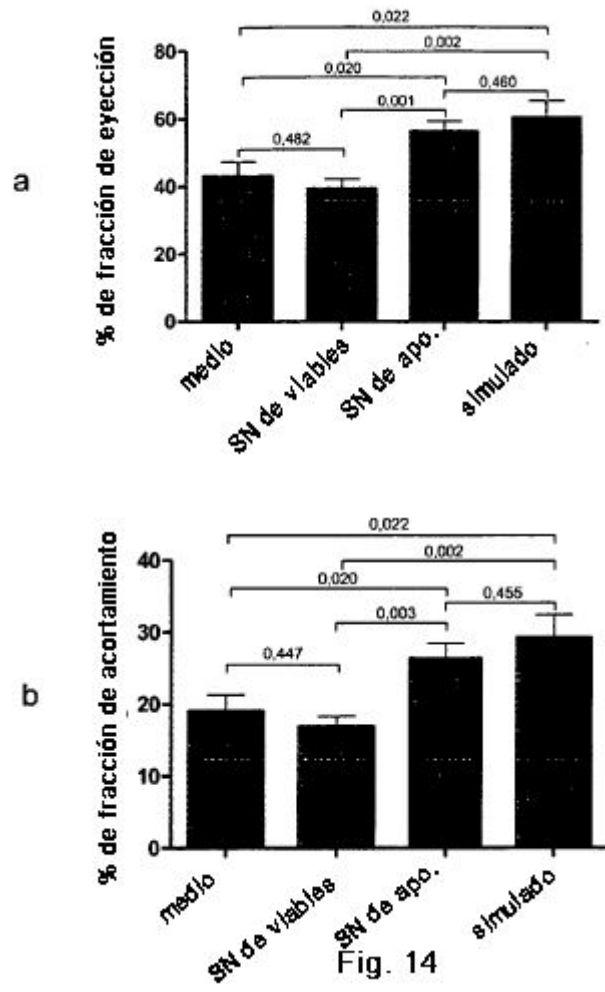 a
% de fracción de eyección
0,022
0,002
0,020
0,460
0,001
0,482
80
60
40
20
0
medio
SN de viables
SN de apo.
simulado
b
% de fracción de acortamiento
0,022
0,002
0,020
0,455
0,003
0,447
40
30
20
10
0
medio
SN de viables
SN de apo.
simulado
Fig. 14